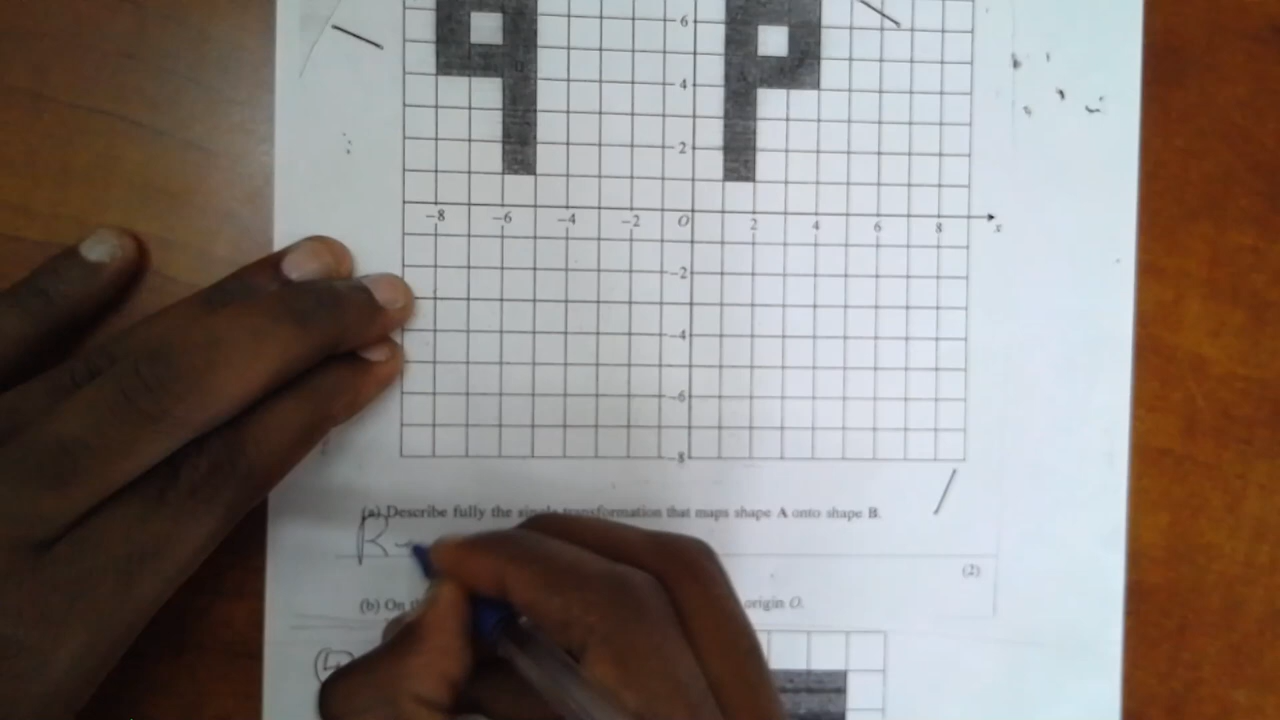 6
4
2
-8 -6 -4 -2 O 2 4 6 8 x
-2
-4
-6
-8
(a) Describe fully the single transformation that maps shape A onto shape B.
R
(2)
(b) On origin O.
4